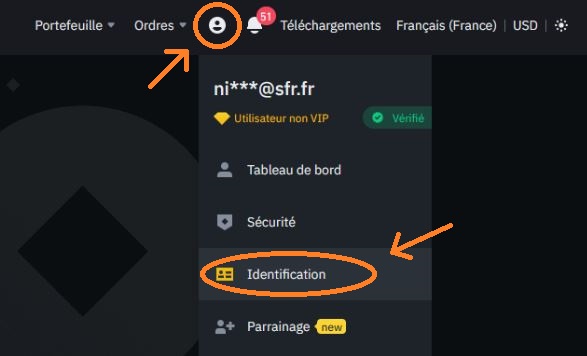 Portefeuille Ordres 51 Téléchargements Français (France) USD
ni***@sfr.fr
Utilisateur non VIP Vérifié
Tableau de bord
Sécurité
Identification
Parrainage new